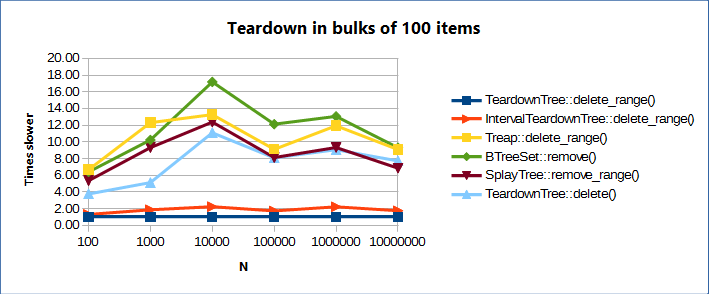 Teardown in bulks of 100 items
20.00
18.00
16.00
14.00
12.00
10.00
8.00
6.00
4.00
2.00
0.00
Times slower
100 1000 10000 100000 1000000 10000000
N
TeardownTree::delete_range()
IntervalTeardownTree::delete_range()
Treap::delete_range()
BTreeSet::remove()
SplayTree::remove_range()
TeardownTree::delete()